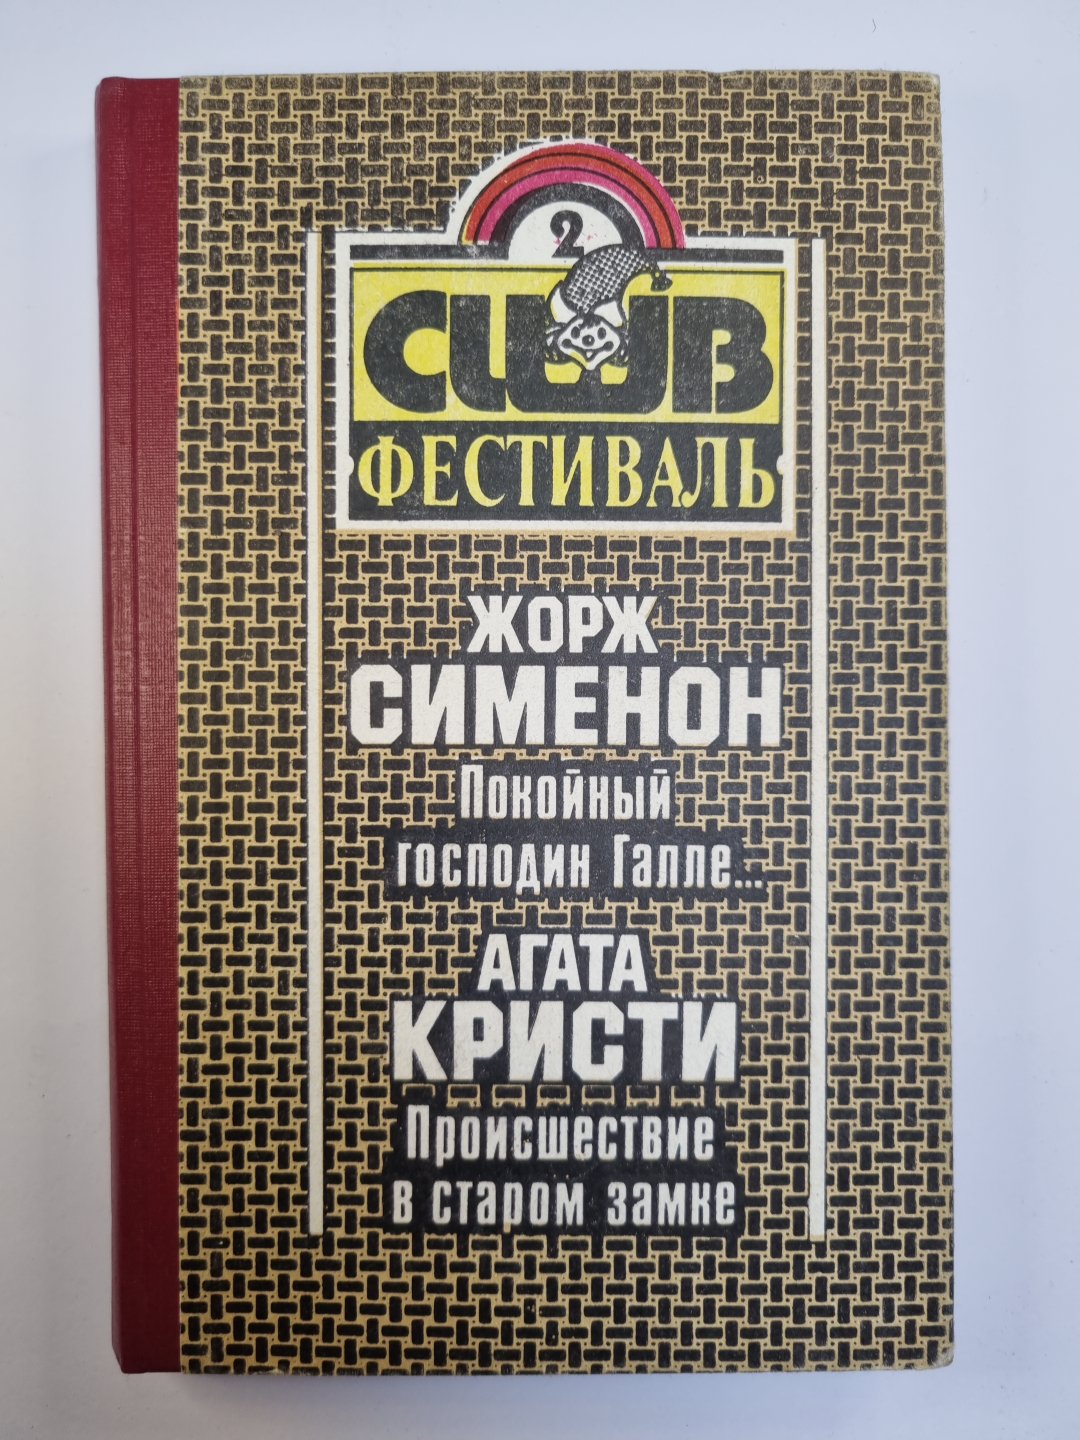 2
CLUB
ФЕСТИВАЛЬ
ЖОРЖ
СИМЕНОН
Покойный
господин Галле...
АГАТА
КРИСТИ
Происшествие
в старом замке